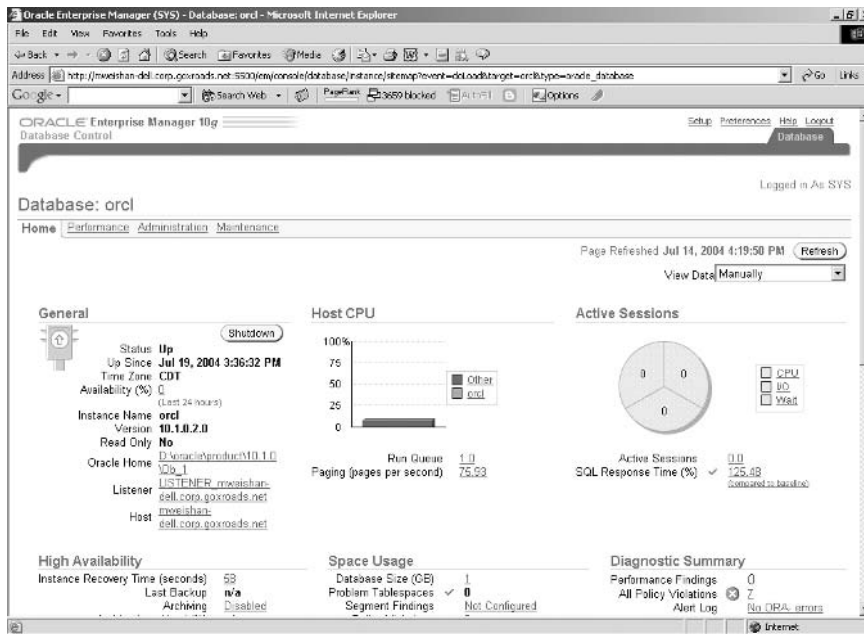 Oracle Enterprise Manager (SYS) - Database: orcl - Microsoft Internet Explorer
File Edit View Favorites Tools Help
Back Search Favorites Media
Address http://mweishan-dell.corp.goxroads.net:5500/em/console/database/instance/sitemap?event=doLoad&target=orcl&type=oracle_database Go Links
Google Search Web PageRank 3659 blocked AutoFill Options
ORACLE Enterprise Manager 10g
Database Control
Setup Preferences Help Logout
Database
Logged in As SYS
Database: orcl
Home Performance Administration Maintenance
Page Refreshed Jul 14, 2004 4:19:50 PM Refresh
View Data Manually
General
Shutdown
Status Up
Up Since Jul 19, 2004 3:36:32 PM
Time Zone CDT
Availability (%) 0
(Last 24 hours)
Instance Name orcl
Version 10.1.0.2.0
Read Only No
Oracle Home D:\oracle\product\10.1.0
\Db_1
Listener LISTENER_mweishan-
dell.corp.goxroads.net
Host mweishan-
dell.corp.goxroads.net
Host CPU
100%
75
50
25
0
Other
orcl
Run Queue 1.0
Paging (pages per second) 75.93
Active Sessions
0 0
0
CPU
I/O
Wait
Active Sessions 0.0
SQL Response Time (%) 125.48
(compared to baseline)
High Availability
Instance Recovery Time (seconds) 58
Last Backup n/a
Archiving Disabled
Space Usage
Database Size (GB) 1
Problem Tablespaces 0
Segment Findings Not Configured
Diagnostic Summary
Performance Findings 0
All Policy Violations 7
Alert Log No ORA- errors
Internet